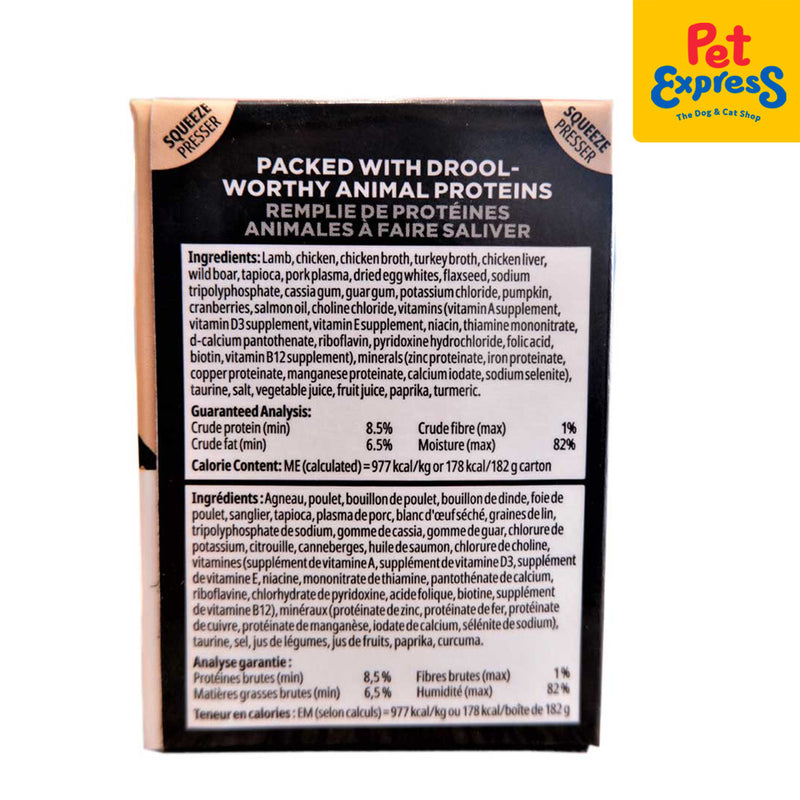 Pet
Express
The Dog & Cat Shop
SQUEEZE
PRESSER
SQUEEZE
PRESSER
PACKED WITH DROOL-
WORTHY ANIMAL PROTEINS
REMPLIE DE PROTÉINES
ANIMALES À FAIRE SALIVER
Ingredients: Lamb, chicken, chicken broth, turkey broth, chicken liver,
wild boar, tapioca, pork plasma, dried egg whites, flaxseed, sodium
tripolyphosphate, cassia gum, guar gum, potassium chloride, pumpkin,
cranberries, salmon oil, choline chloride, vitamins (vitamin A supplement,
vitamin D3 supplement, vitamin E supplement, niacin, thiamine mononitrate,
d-calcium pantothenate, riboflavin, pyridoxine hydrochloride, folic acid,
biotin, vitamin B12 supplement), minerals (zinc proteinate, iron proteinate,
copper proteinate, manganese proteinate, calcium iodate, sodium selenite),
taurine, salt, vegetable juice, fruit juice, paprika, turmeric.
Guaranteed Analysis:
Crude protein (min) 8.5% Crude fibre (max) 1%
Crude fat (min) 6.5% Moisture (max) 82%
Calorie Content: ME (calculated) = 977 kcal/kg or 178 kcal/182 g carton
Ingrédients : Agneau, poulet, bouillon de poulet, bouillon de dinde, foie de
poulet, sanglier, tapioca, plasma de porc, blanc d'œuf séché, graines de lin,
tripolyphosphate de sodium, gomme de cassia, gomme de guar, chlorure de
potassium, citrouille, canneberges, huile de saumon, chlorure de choline,
vitamines (supplément de vitamine A, supplément de vitamine D3, supplément
de vitamine E, niacine, mononitrate de thiamine, pantothénate de calcium,
riboflavine, chlorhydrate de pyridoxine, acide folique, biotine, supplément
de vitamine B12), minéraux (protéinate de zinc, protéinate de fer, protéinate
de cuivre, protéinate de manganèse, iodate de calcium, sélénite de sodium),
taurine, sel, jus de légumes, jus de fruits, paprika, curcuma.
Analyse garantie :
Protéines brutes (min) 8,5 % Fibres brutes (max) 1 %
Matières grasses brutes (min) 6,5 % Humidité (max) 82 %
Teneur en calories : EM (selon calculs) = 977 kcal/kg ou 178 kcal/boîte de 182 g